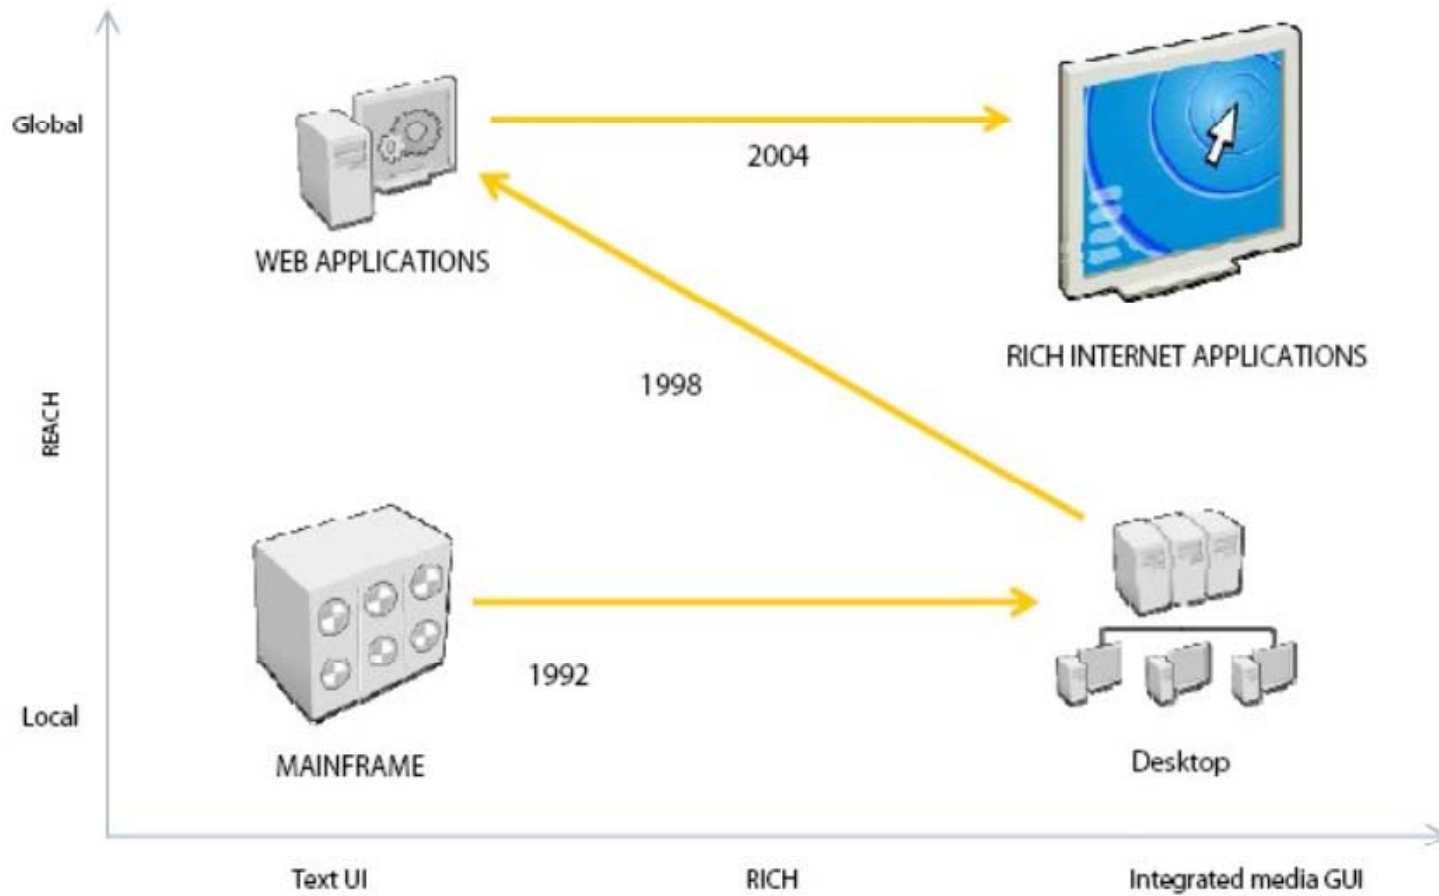 Global
2004
WEB APPLICATIONS
RICH INTERNET APPLICATIONS
1998
REACH
1992
Local
MAINFRAME
Desktop
Text UI
RICH
Integrated media GUI